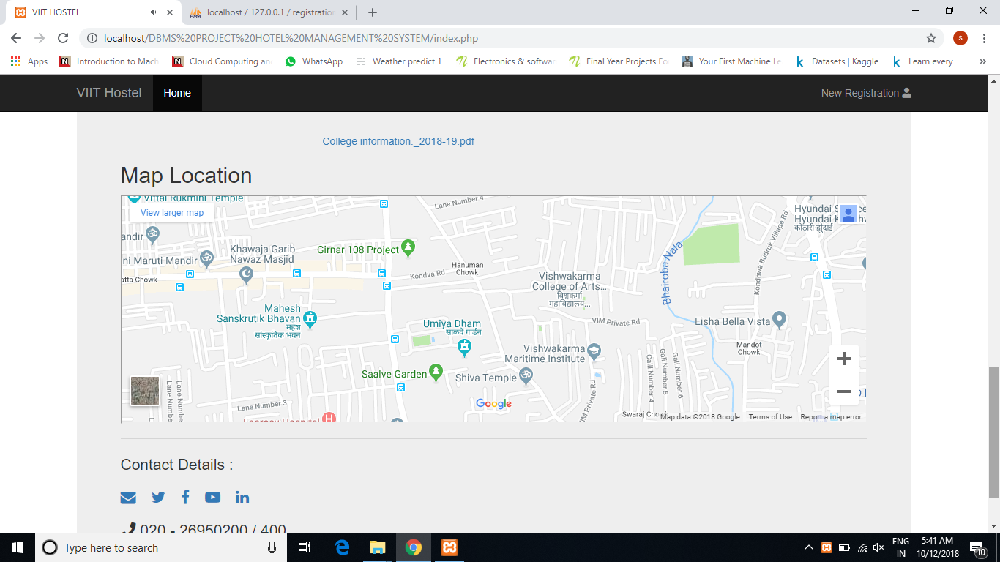 VIIT HOSTEL
localhost / 127.0.0.1 / registration
localhost/DBMS%20PROJECT%20HOTEL%20MANAGEMENT%20SYSTEM/index.php
s
Apps
Introduction to Mach
Cloud Computing an
WhatsApp
Weather predict 1
Electronics & softwar
Final Year Projects Fo
Your First Machine Le
Datasets | Kaggle
Learn every
VIIT Hostel
Home
New Registration
College information._2018-19.pdf
Map Location
Vittal Rukmini Temple
View larger map
Lane Number 4
Hyundai
Hyundai
कोठारी हुंदाई
andir
Khawaja Garib
Nawaz Masjid
Girnar 108 Project
Bhairoba Nala
Kondhwa Budruk Village Rd
ni Maruti Mandir
Hanuman
Chowk
atta Chowk
Kondva Rd
Vishwakarma
College of Arts...
विश्वकर्मा
महाविद्यालय...
Mahesh
Sanskrutik Bhavan
महेश
सांस्कृतिक भवन
Umiya Dham
साळवे गार्डन
VIM Private Rd
Eisha Bella Vista
Vishwakarma
Maritime Institute
Mandot
Chowk
Galli Number 4
Gali Number 5
Gali Number 6
Saalve Garden
Shiva Temple
VIM Private Rd
Lane Number
Lane Number
Lane Number 3
Google
Leprosy Hospital
Swaraj Cho
Map data ©2018 Google
Terms of Use
Report a map error
Contact Details :
020 - 26950200 / 400
Type here to search
ENG
IN
5:41 AM
10/12/2018
10